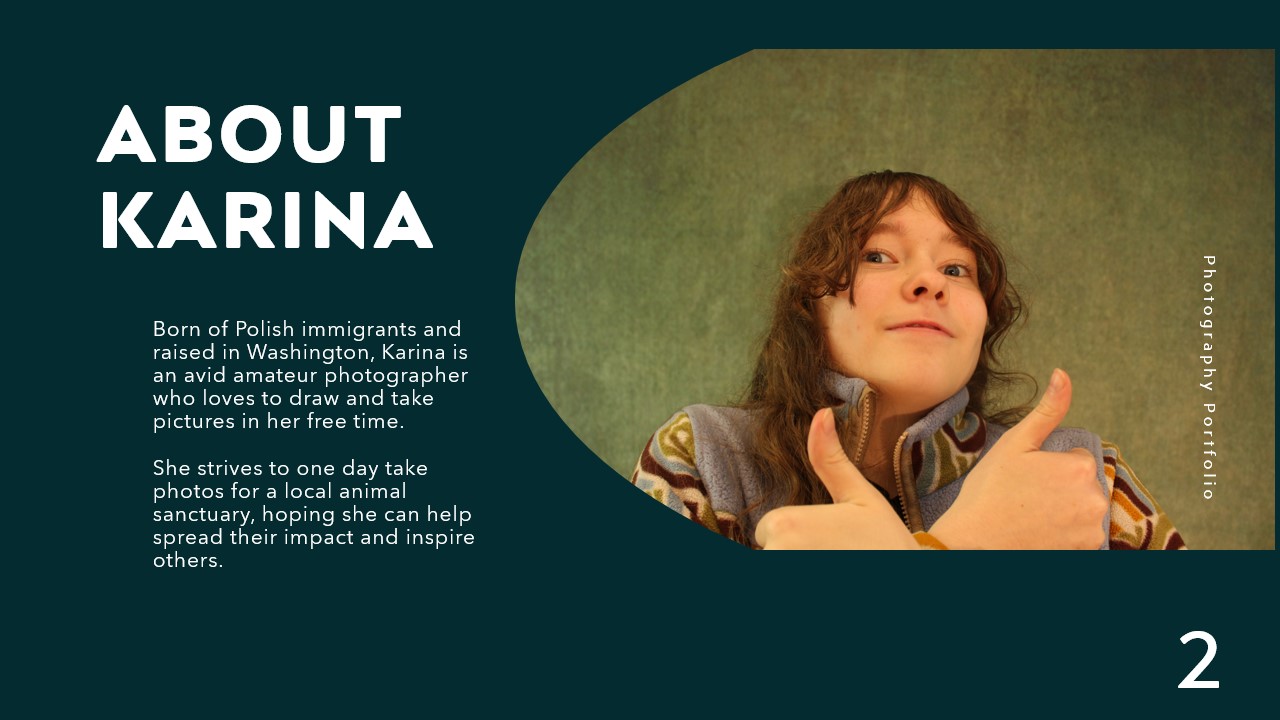 ABOUT
KARINA
Born of Polish immigrants and
raised in Washington, Karina is
an avid amateur photographer
who loves to draw and take
pictures in her free time.
She strives to one day take
photos for a local animal
sanctuary, hoping she can help
spread their impact and inspire
others.
Photography Portfolio
2